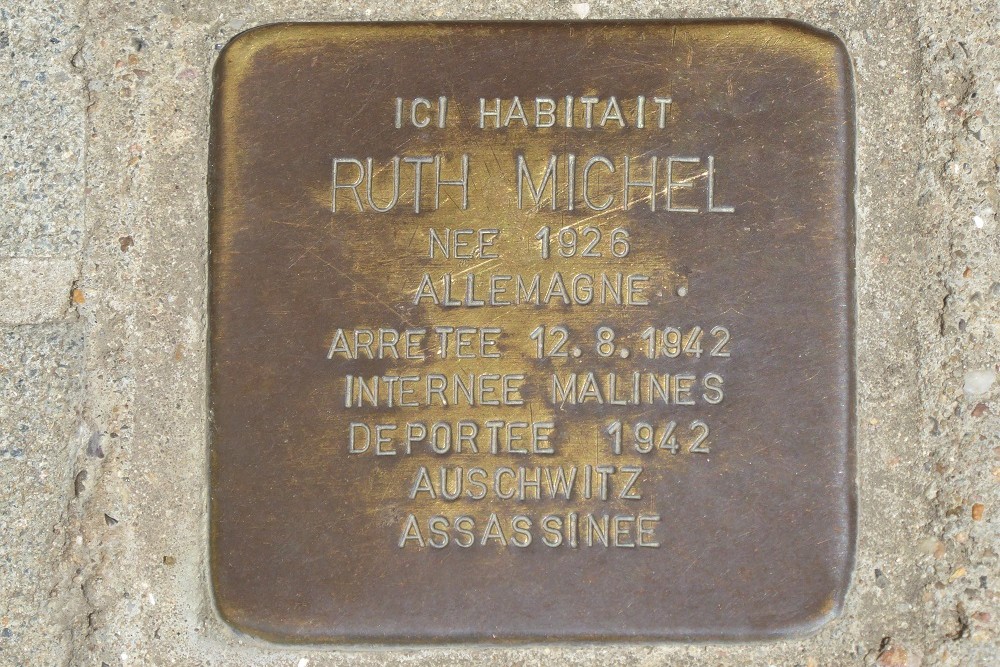 ICI HABITAIT
RUTH MICHEL
NEE 1926
ALLEMAGNE
ARRETEE 12.8.1942
INTERNEE MALINES
DEPORTEE 1942
AUSCHWITZ
ASSASSINEE